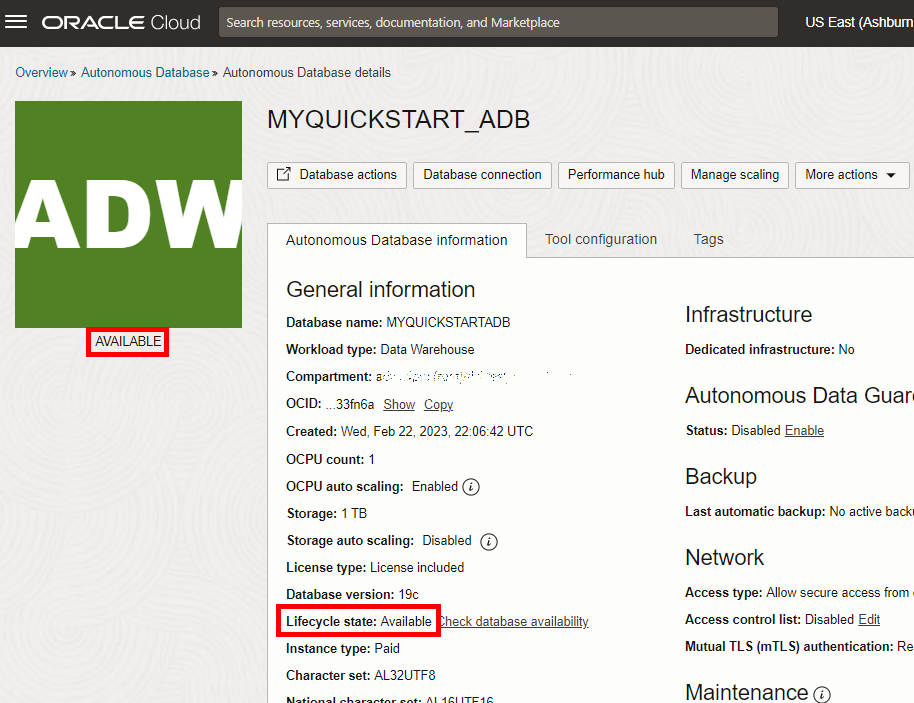 ORACLE Cloud
Search resources, services, documentation, and Marketplace
US East (Ashburn
Overview » Autonomous Database » Autonomous Database details
ADW
AVAILABLE
MYQUICKSTART_ADB
Database actions
Database connection
Performance hub
Manage scaling
More actions
Autonomous Database information
Tool configuration
Tags
General information
Database name: MYQUICKSTARTADB
Workload type: Data Warehouse
Compartment:
OCID: ...33fn6a Show Copy
Created: Wed, Feb 22, 2023, 22:06:42 UTC
OCPU count: 1
OCPU auto scaling: Enabled
Storage: 1 TB
Storage auto scaling: Disabled
License type: License included
Database version: 19c
Lifecycle state: Available Check database availability
Instance type: Paid
Character set: AL32UTF8
National character set: AL16UTF16
Infrastructure
Dedicated infrastructure: No
Autonomous Data Guar
Status: Disabled Enable
Backup
Last automatic backup: No active backu
Network
Access type: Allow secure access from
Access control list: Disabled Edit
Mutual TLS (mTLS) authentication: Re
Maintenance